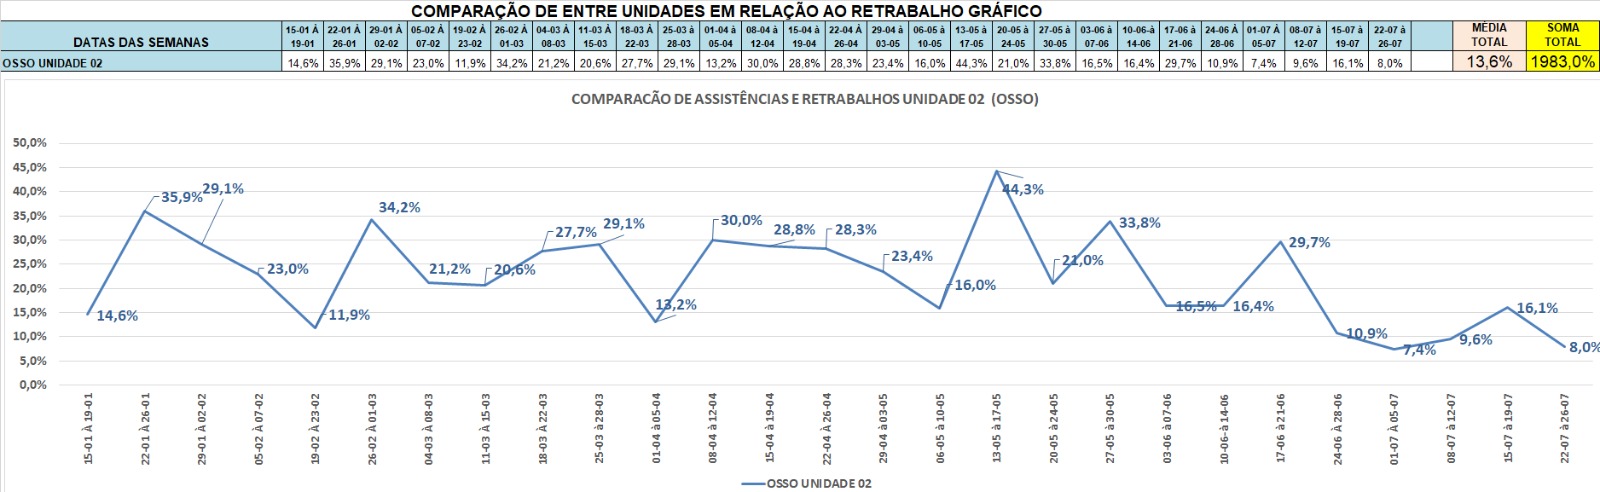 COMPARAÇÃO DE ENTRE UNIDADES EM RELAÇÃO AO RETRABALHO GRÁFICO
DATAS DAS SEMANAS 15-01 À 19-01 22-01 À 26-01 29-01 À 02-02 05-02 À 07-02 19-02 À 23-02 26-02 À 01-03 04-03 À 08-03 11-03 À 15-03 18-03 À 22-03 25-03 à 28-03 01-04 à 05-04 08-04 à 12-04 15-04 à 19-04 22-04 à 26-04 29-04 à 03-05 06-05 à 10-05 13-05 à 17-05 20-05 à 24-05 27-05 à 30-05 03-06 à 07-06 10-06 à 14-06 17-06 à 21-06 24-06 à 28-06 01-07 À 05-07 08-07 à 12-07 15-07 à 19-07 22-07 à 26-07 MÉDIA TOTAL SOMA TOTAL
OSSO UNIDADE 02 14,6% 35,9% 29,1% 23,0% 11,9% 34,2% 21,2% 20,6% 27,7% 29,1% 13,2% 30,0% 28,8% 28,3% 23,4% 16,0% 44,3% 21,0% 33,8% 16,5% 16,4% 29,7% 10,9% 7,4% 9,6% 16,1% 8,0% 13,6% 1983,0%
COMPARACÃO DE ASSISTÊNCIAS E RETRABALHOS UNIDADE 02 (OSSO)
50,0%
45,0%
40,0%
35,0%
30,0%
25,0%
20,0%
15,0%
10,0%
5,0%
0,0%
14,6% 35,9% 29,1% 23,0% 11,9% 34,2% 21,2% 20,6% 27,7% 29,1% 13,2% 30,0% 28,8% 28,3% 23,4% 16,0% 44,3% 21,0% 33,8% 16,5% 16,4% 29,7% 10,9% 7,4% 9,6% 16,1% 8,0%
15-01 À 19-01
22-01 À 26-01
29-01 À 02-02
05-02 À 07-02
19-02 À 23-02
26-02 À 01-03
04-03 À 08-03
11-03 À 15-03
18-03 À 22-03
25-03 à 28-03
01-04 à 05-04
08-04 à 12-04
15-04 à 19-04
22-04 à 26-04
29-04 à 03-05
06-05 à 10-05
13-05 à 17-05
20-05 à 24-05
27-05 à 30-05
03-06 à 07-06
10-06 à 14-06
17-06 à 21-06
24-06 à 28-06
01-07 À 05-07
08-07 à 12-07
15-07 à 19-07
22-07 à 26-07
OSSO UNIDADE 02